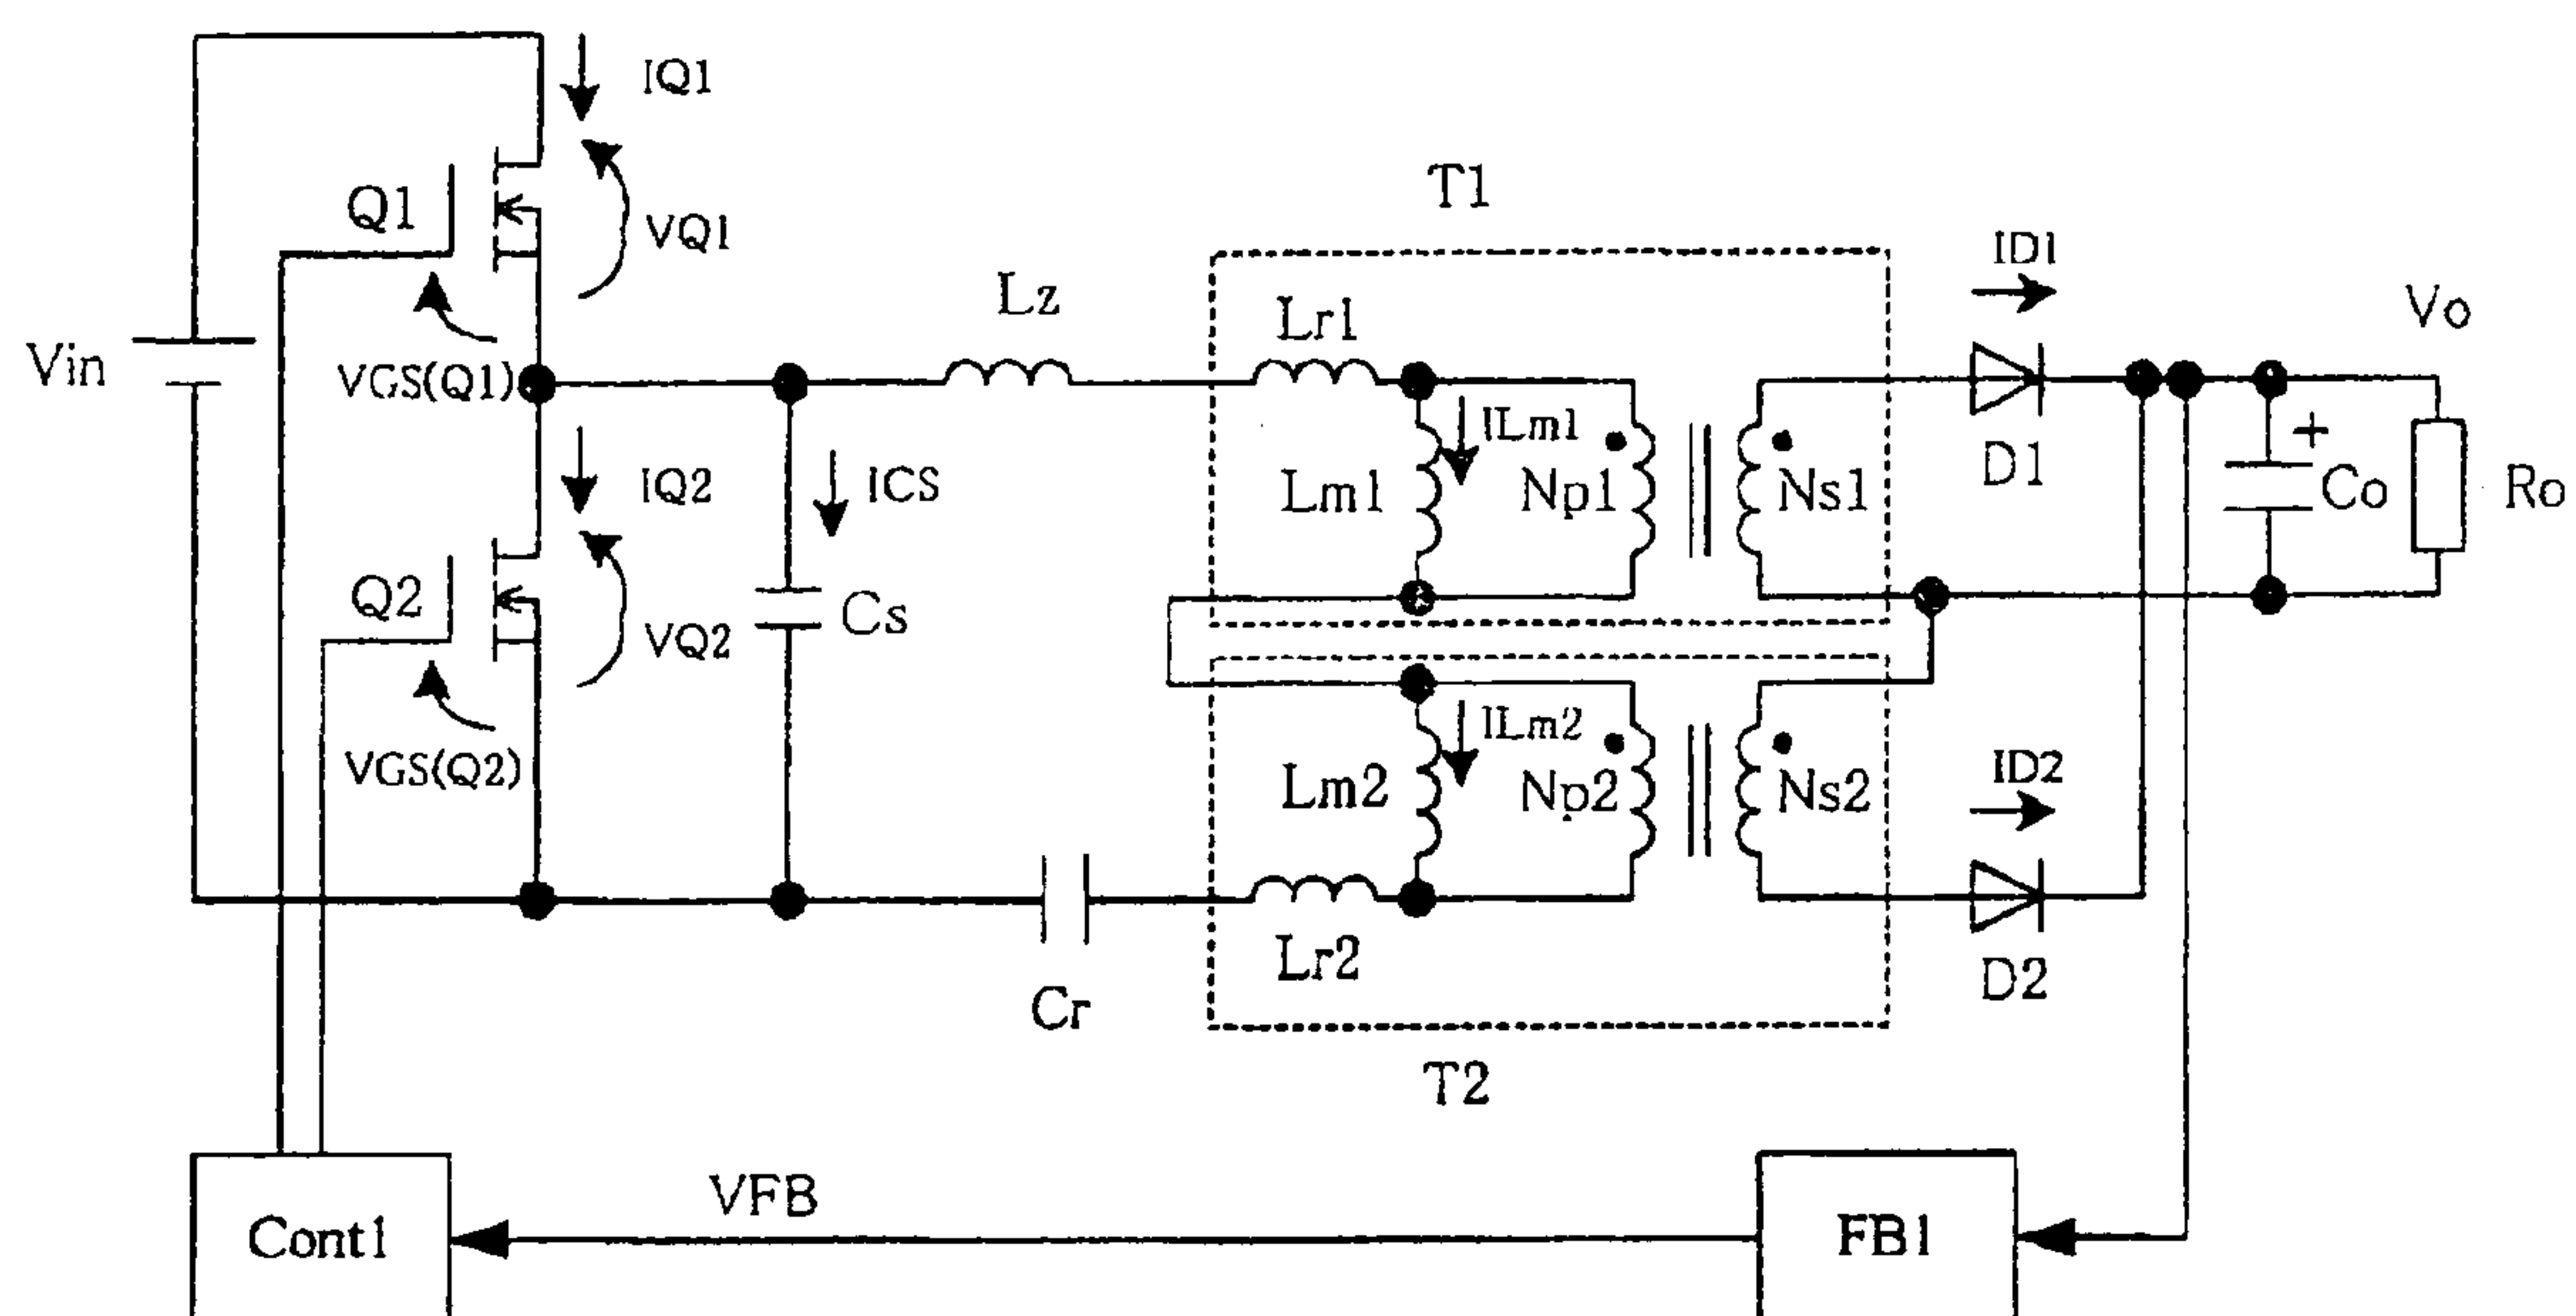 IQ1
Q1
VQ1
VGS(Q1)
Vin
IQ2
Q2
VQ2
VGS(Q2)
ICS
Cs
Lz
Cr
T1
Lr1
ILm1
Lm1
Np1
Ns1
ILm2
Lm2
Np2
Ns2
Lr2
T2
ID1
D1
ID2
D2
Vo
+
Co
Ro
Cont1
VFB
FB1